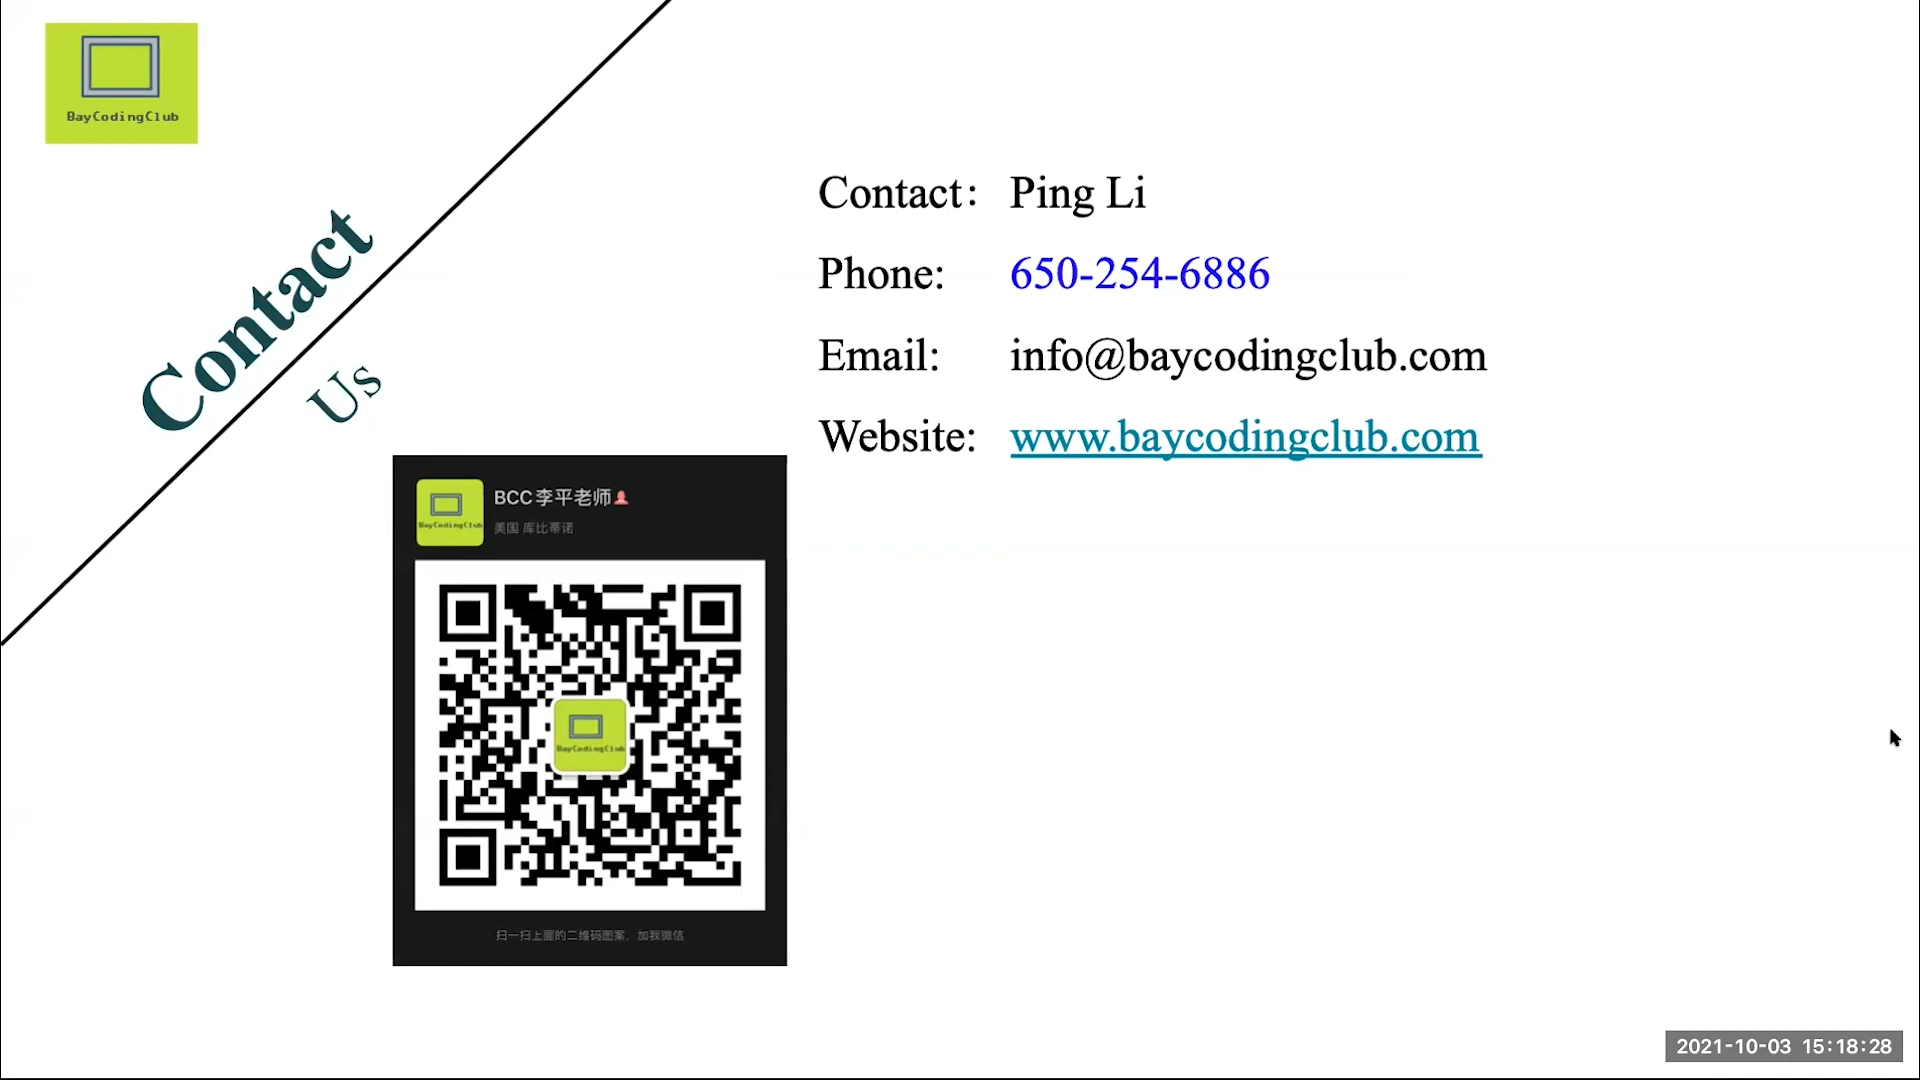 BayCodingClub
Contact
Us
Contact： Ping Li
Phone: 650-254-6886
Email: info@baycodingclub.com
Website: www.baycodingclub.com
BayCodingClub
BCC李平老师
美国 库比蒂诺
BayCodingClub
扫一扫上面的二维码图案，加我微信
2021-10-03 15:18:28